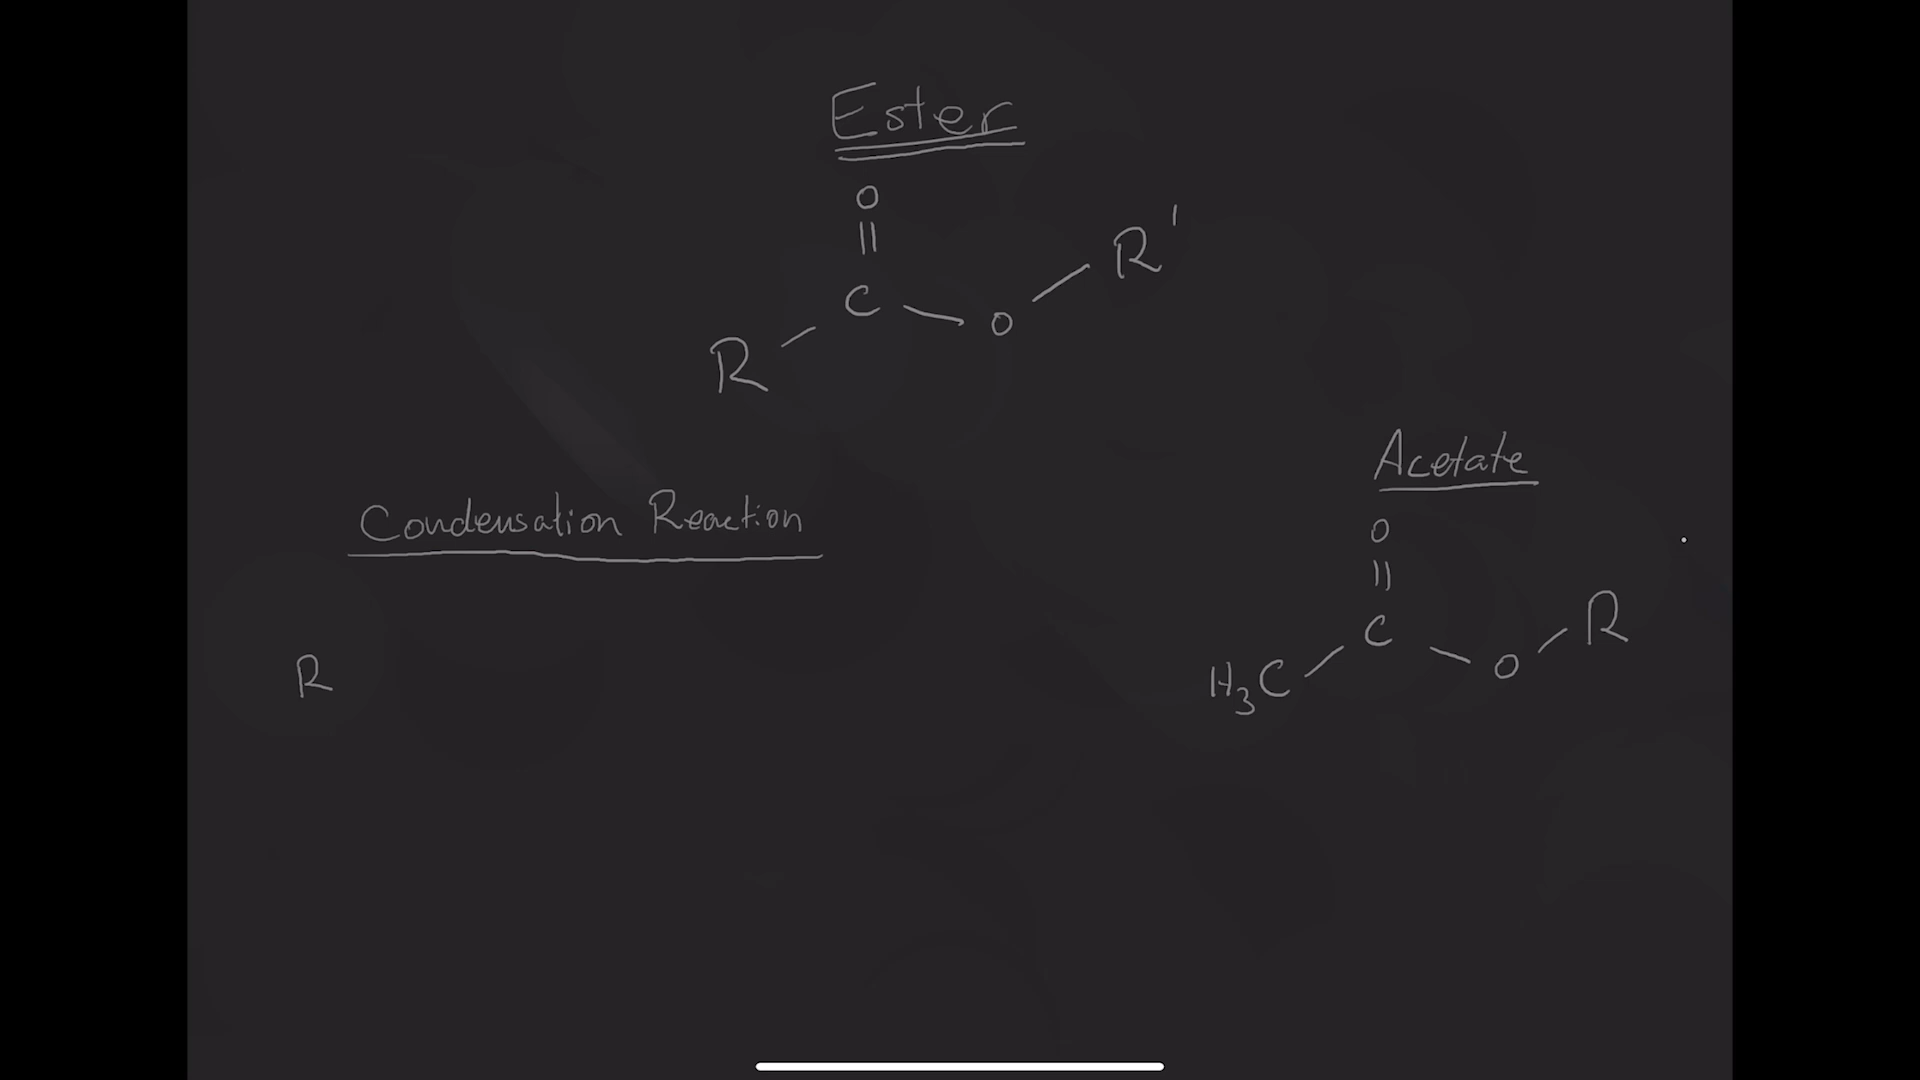 Ester
O
||
R - C - O - R'
Condensation Reaction
R
Acetate
O
||
H3C - C - O - R